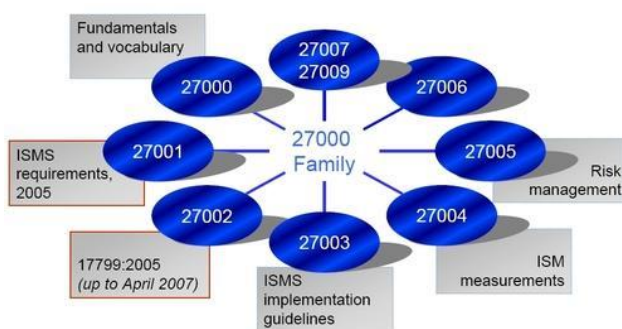 Fundamentals
and vocabulary
27000
27007
27009
27006
27001
ISMS
requirements,
2005
27000
Family
27005
Risk
management
27002
17799:2005
(up to April 2007)
27003
ISMS
implementation
guidelines
27004
ISM
measurements